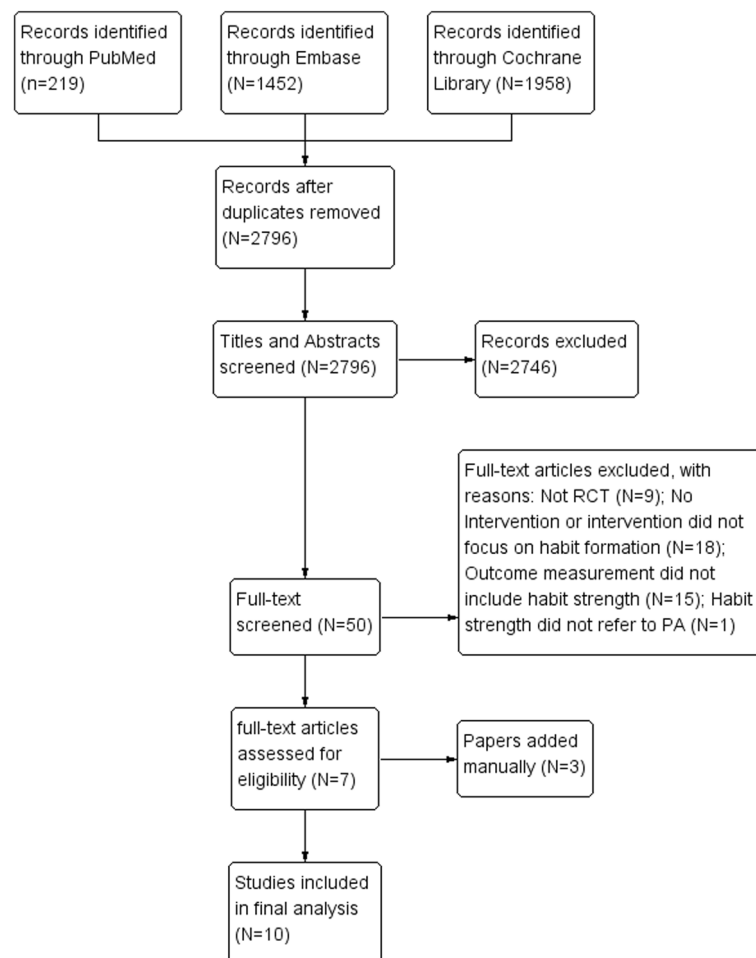 Records identified
through PubMed
(n=219)
Records identified
through Embase
(N=1452)
Records identified
through Cochrane
Library (N=1958)
Records after
duplicates removed
(N=2796)
Titles and Abstracts
screened (N=2796)
Records excluded
(N=2746)
Full-text articles excluded, with
reasons: Not RCT (N=9); No
Intervention or intervention did not
focus on habit formation (N=18);
Outcome measurement did not
include habit strength (N=15); Habit
strength did not refer to PA (N=1)
Full-text
screened (N=50)
full-text articles
assessed for
eligibility (N=7)
Papers added
manually (N=3)
Studies included
in final analysis
(N=10)